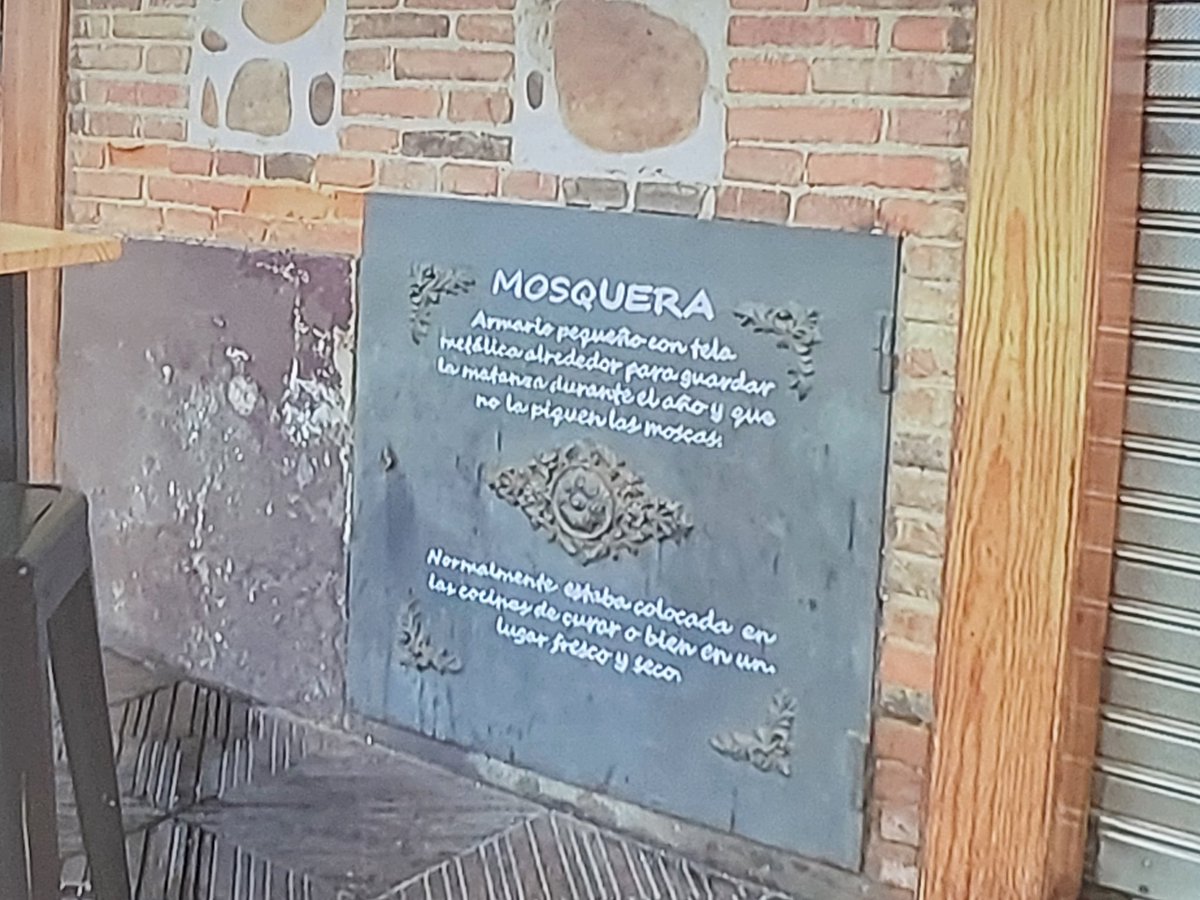 MOSQUERA
Armario pequeño con tela
metálica alrededor para guardar
la matanza durante el año y que
no la piquen las moscas.
Normalmente estaba colocada en
las cocinas de curar o bien en un
lugar fresco y seco.